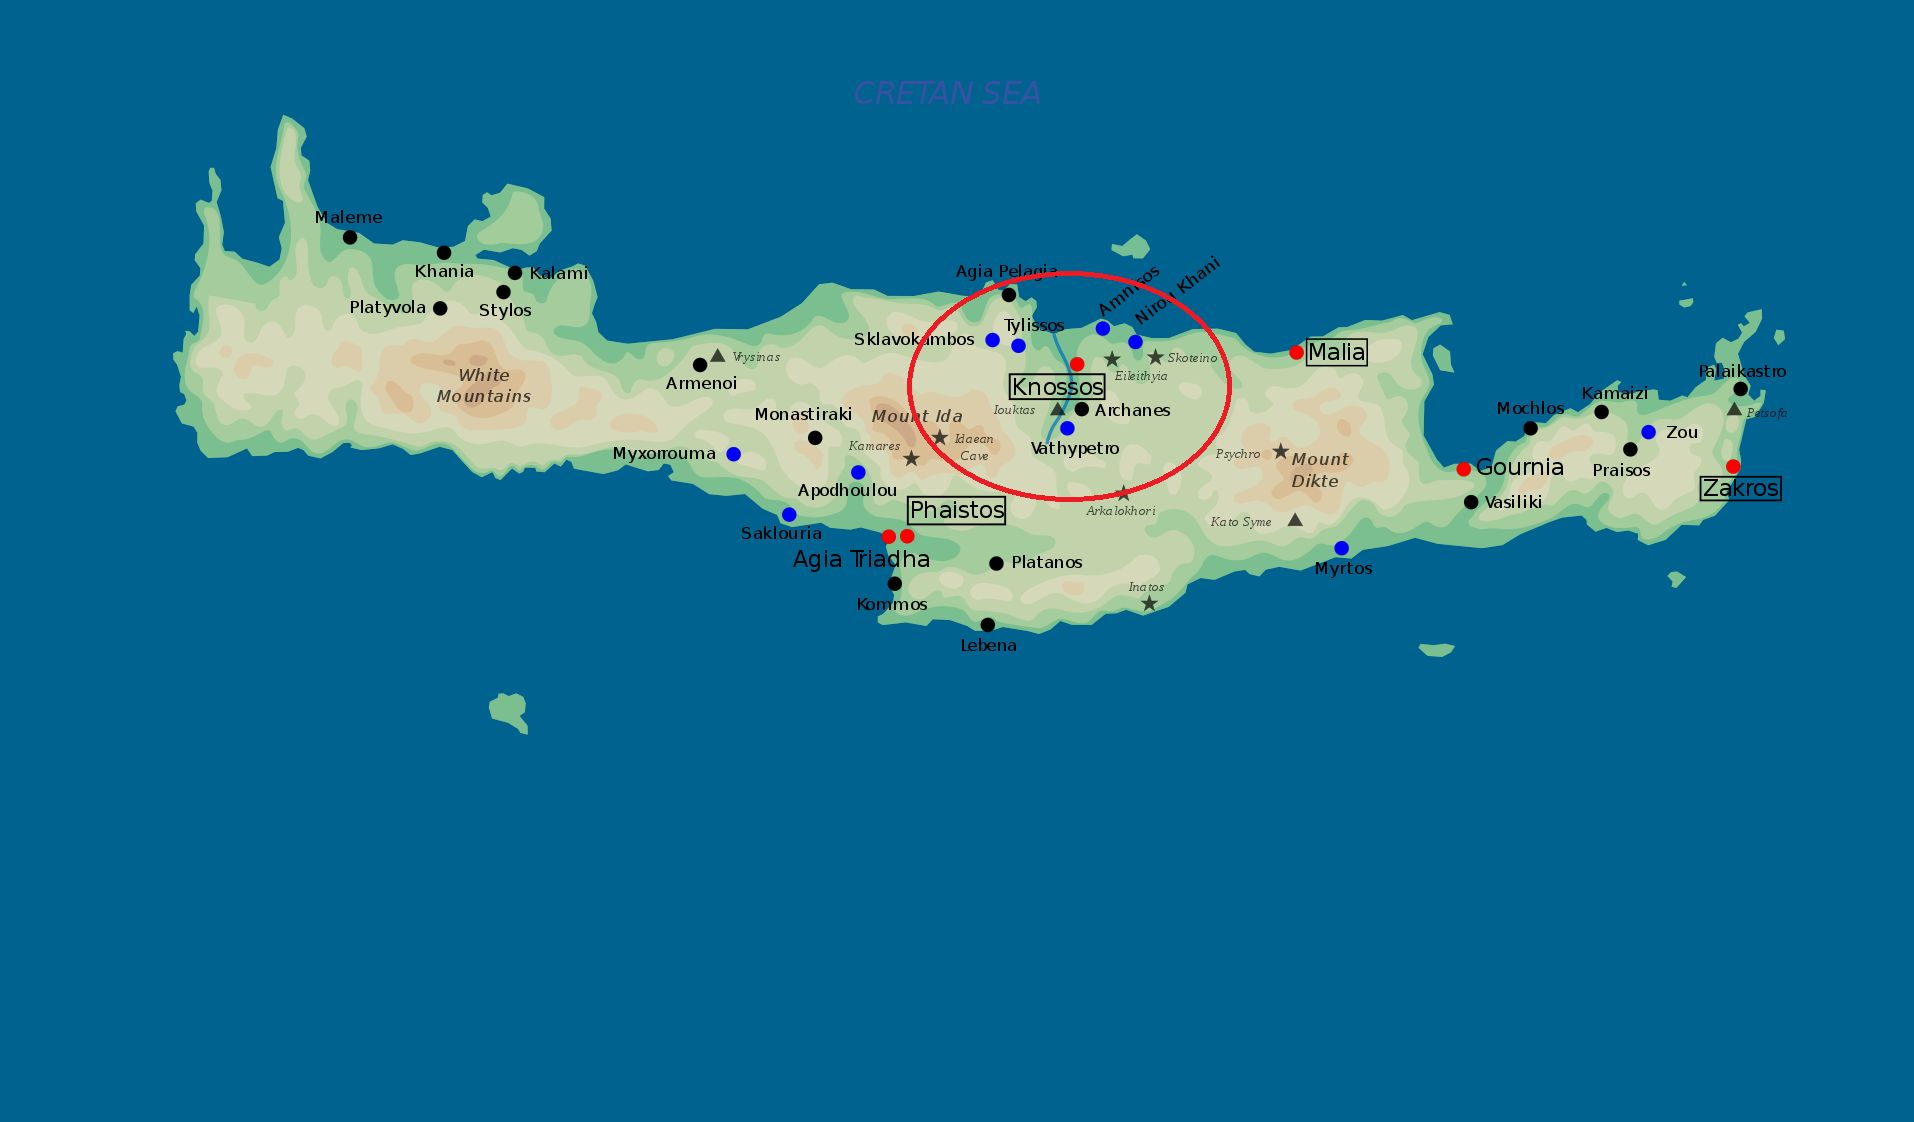 CRETAN SEA
Maleme
Khania
Kalami
Platyvola
Stylos
White
Mountains
Armenoi
Vrysinas
Monastiraki
Myxorrouma
Apodhoulou
Saklouria
Agia Pelagia
Amnisos
Nirou Khani
Tylissos
Sklavokambos
Knossos
Eileithyia
Skoteino
Iouktas
Archanes
Vathypetro
Mount Ida
Idaean
Cave
Kamares
Phaistos
Agia Triadha
Kommos
Platanos
Lebena
Arkalokhori
Inatos
Malia
Psychro
Mount
Dikte
Kato Syme
Myrtos
Gournia
Vasiliki
Mochlos
Kamaizi
Palaikastro
Petsofa
Zou
Praisos
Zakros